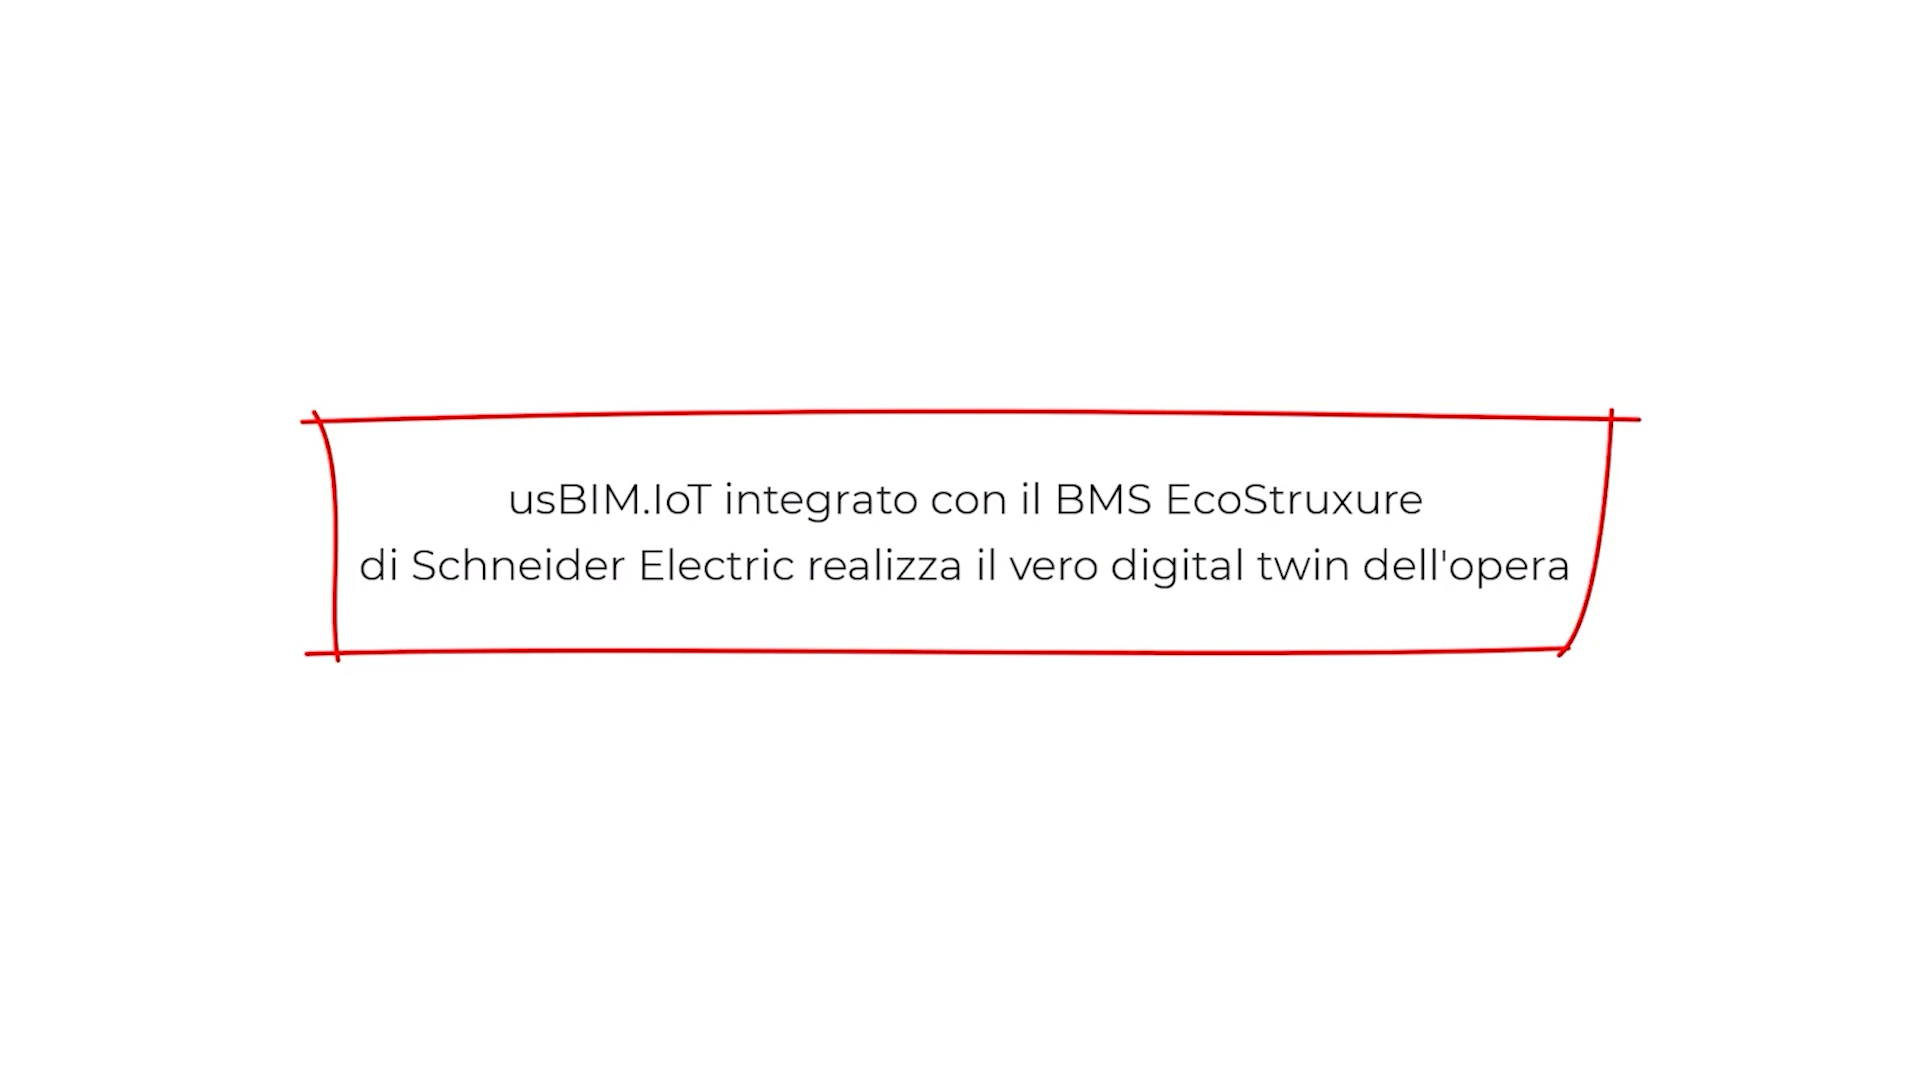 usBIM.IoT integrato con il BMS EcoStruxure
di Schneider Electric realizza il vero digital twin dell'opera